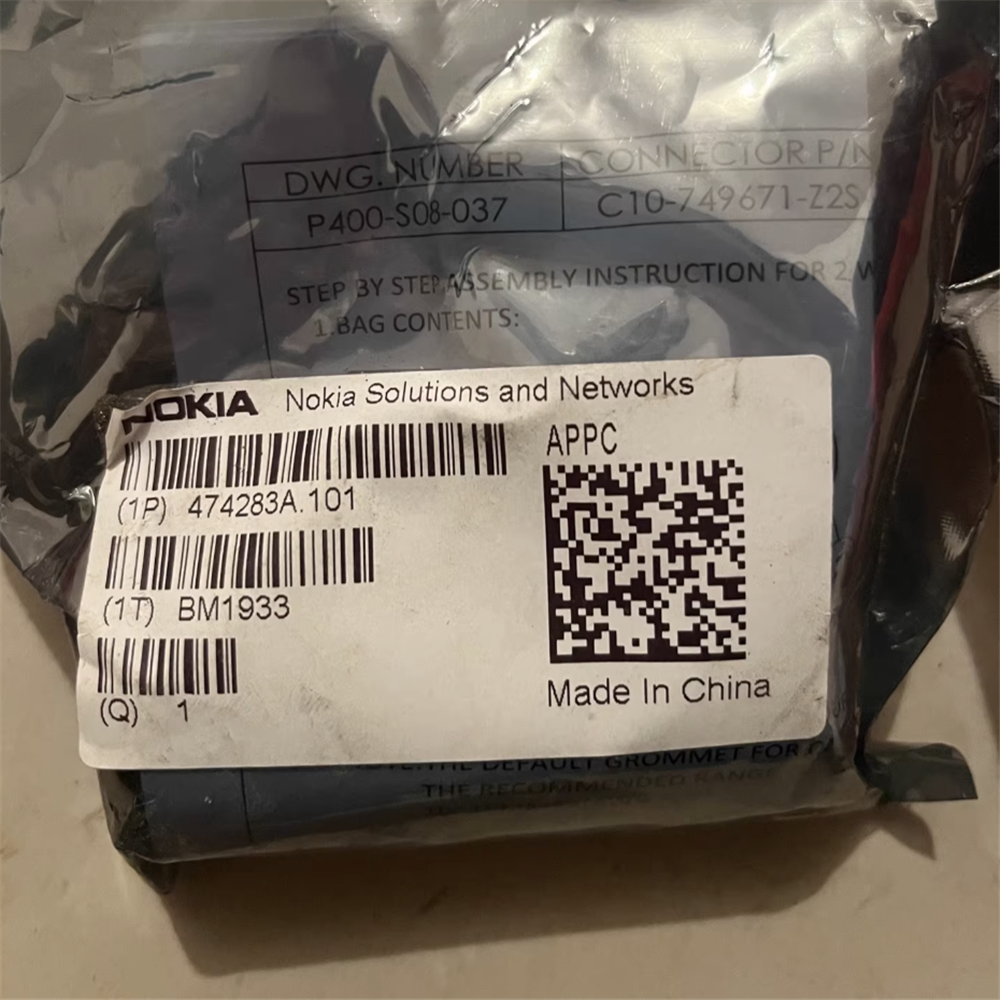 DWG. NUMBER CONNECTOR P/N
P400-S08-037 C10-749671-Z2S
STEP BY STEP ASSEMBLY INSTRUCTION FOR 2 W
1.BAG CONTENTS:
NOKIA Nokia Solutions and Networks
APPC
(1P) 474283A.101
(1T) BM1933
(Q) 1
Made In China
THE DEFAULT GROMMET FOR
THE RECOMMENDED RANGE